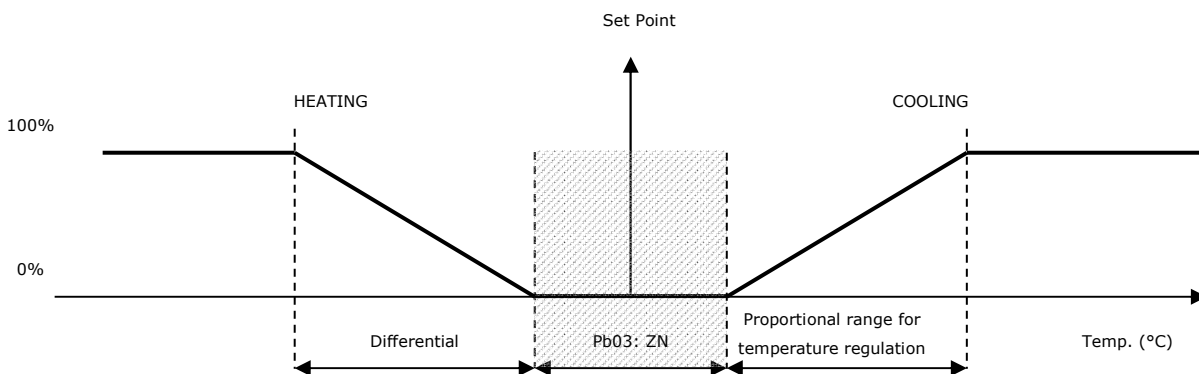 Set Point
HEATING
COOLING
100%
0%
Differential
Pb03: ZN
Proportional range for
temperature regulation
Temp. (°C)